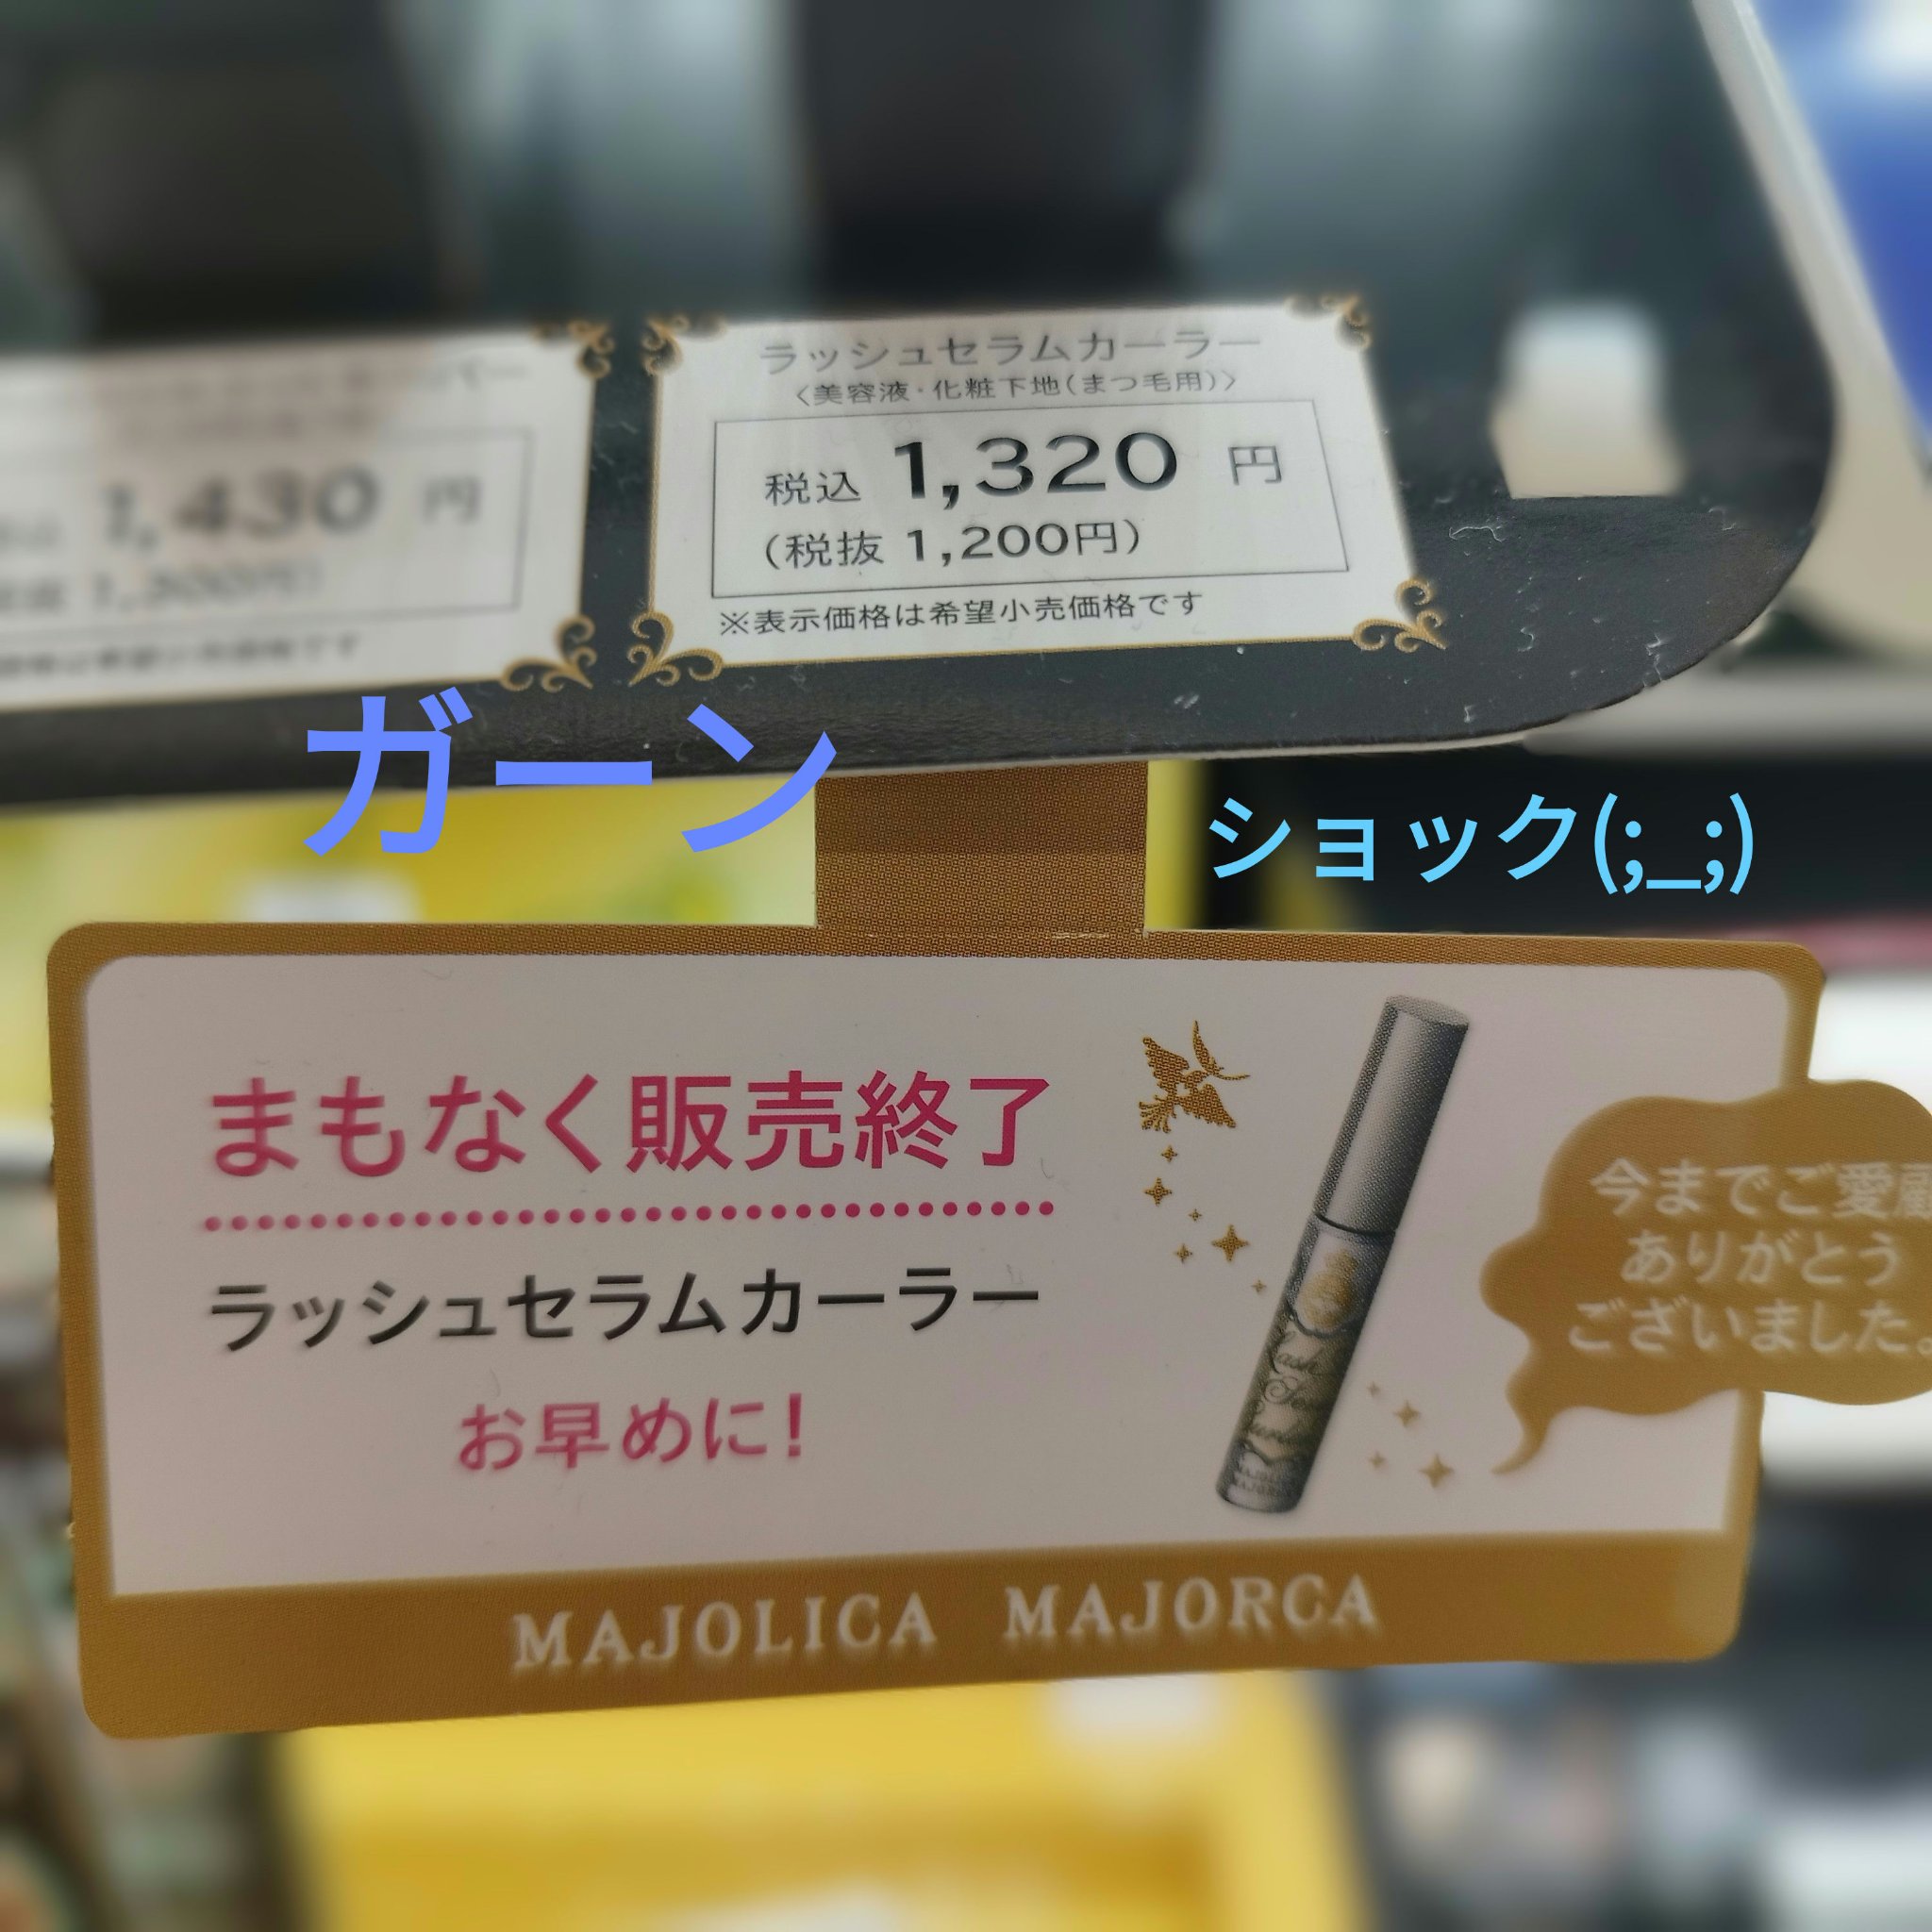 1,430 円
ラッシュセラムカーラー
〈美容液・化粧下地(まつ毛用)〉
税込 1,320 円
(税抜 1,200円)
※表示価格は希望小売価格です
ガーン
ショック(;_;)
まもなく販売終了
ラッシュセラムカーラー
お早めに!
今までご愛顧
ありがとう
ございました。
Lash
MAJOLICA
MAJORCA
MAJOLICA MAJORCA